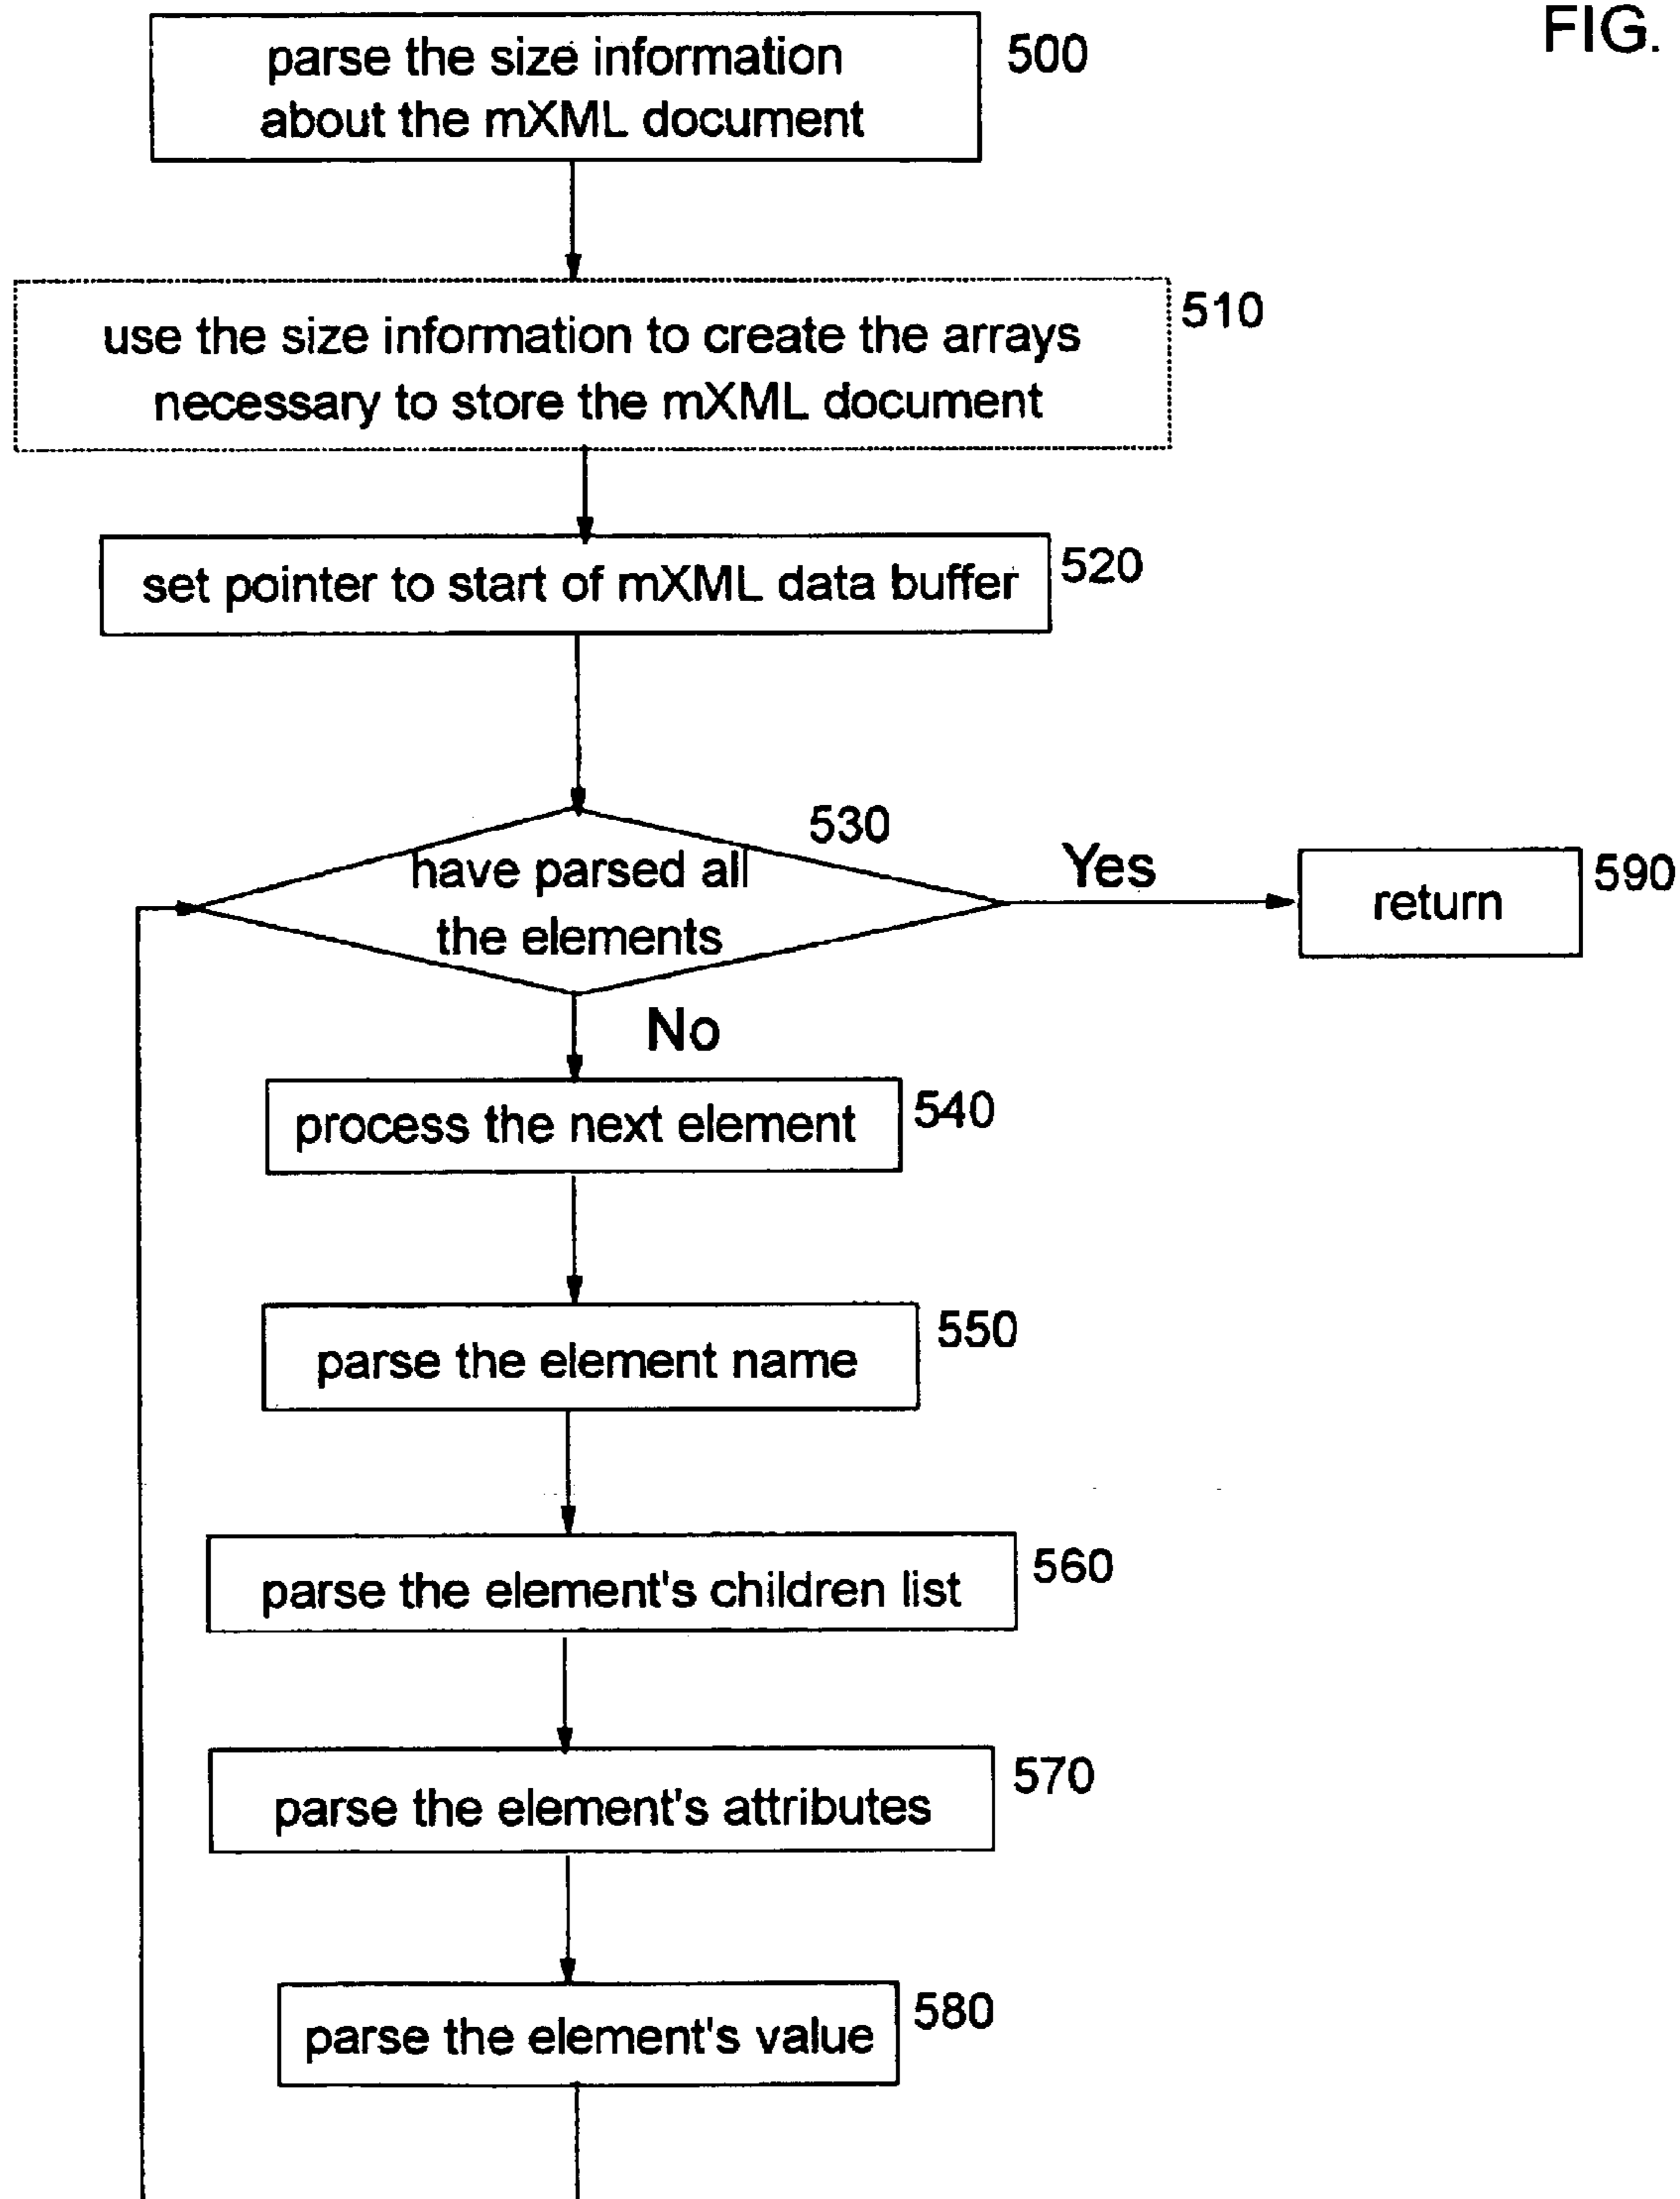 FIG.
parse the size information
about the mXML document
500
use the size information to create the arrays
necessary to store the mXML document
510
set pointer to start of mXML data buffer
520
530
have parsed all
the elements
Yes
return
590
No
process the next element
540
parse the element name
550
parse the element's children list
560
parse the element's attributes
570
parse the element's value
580